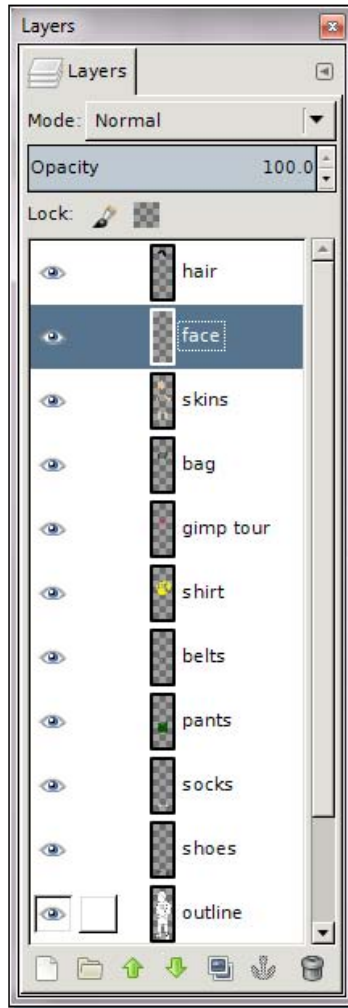 Layers
Layers
Mode: Normal
Opacity 100.0
Lock:
hair
face
skins
bag
gimp tour
shirt
belts
pants
socks
shoes
outline